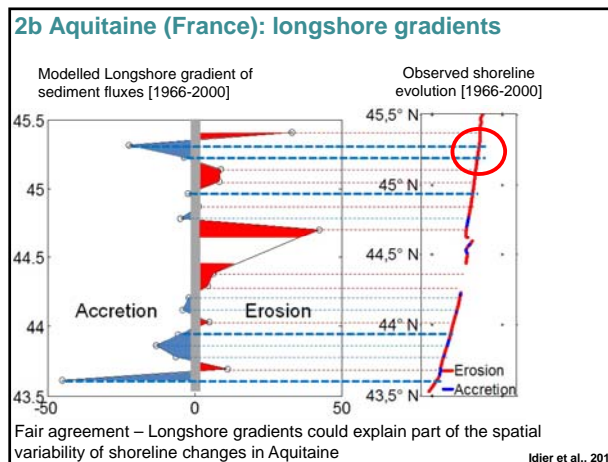 2b Aquitaine (France): longshore gradients
Modelled Longshore gradient of
sediment fluxes [1966-2000]
Observed shoreline
evolution [1966-2000]
45.5
45
44.5
44
43.5
-50
0
50
Accretion
Erosion
45,5° N
45° N
44,5° N
44° N
43,5° N
Erosion
Accretion
Fair agreement – Longshore gradients could explain part of the spatial
variability of shoreline changes in Aquitaine
Idier et al., 201